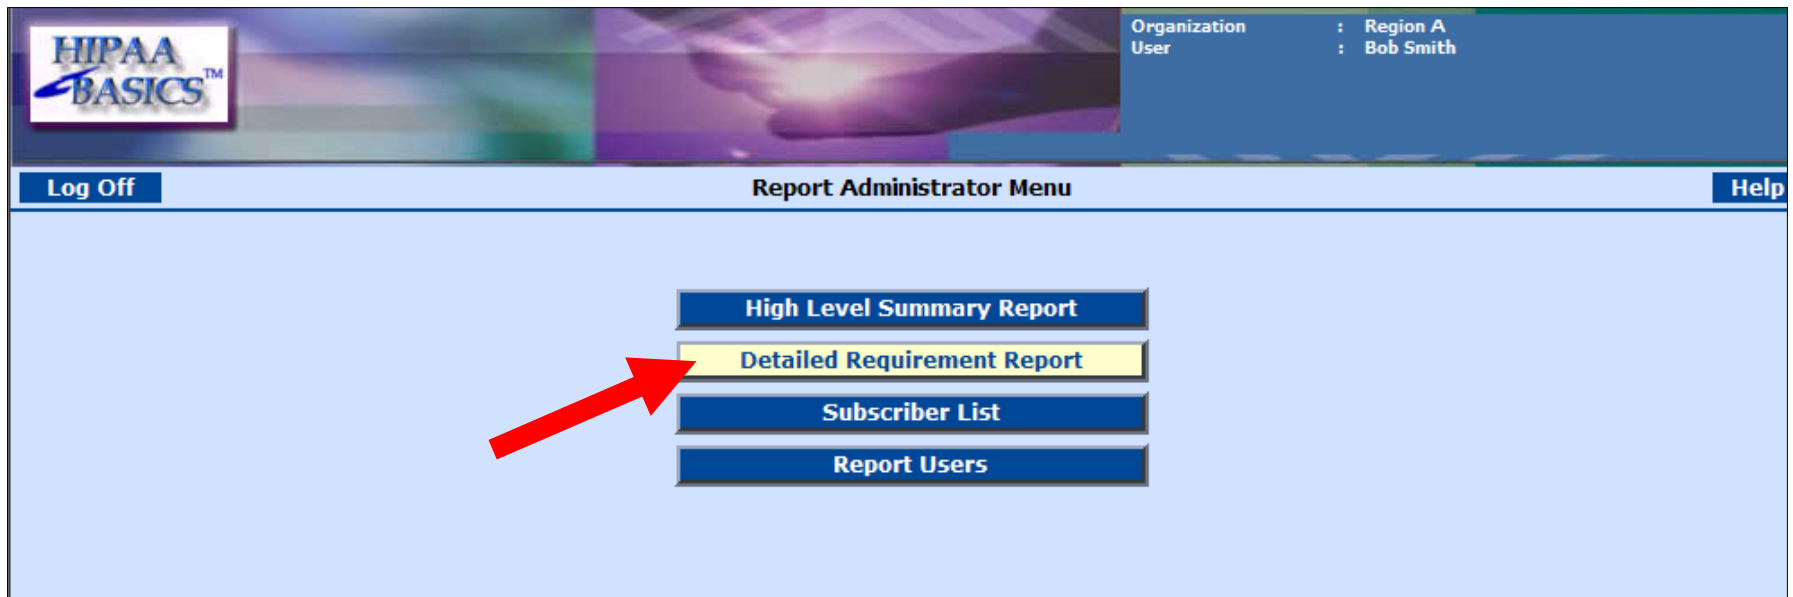 HIPAA
BASICS™
Organization : Region A
User : Bob Smith
Log Off
Report Administrator Menu
Help
High Level Summary Report
Detailed Requirement Report
Subscriber List
Report Users